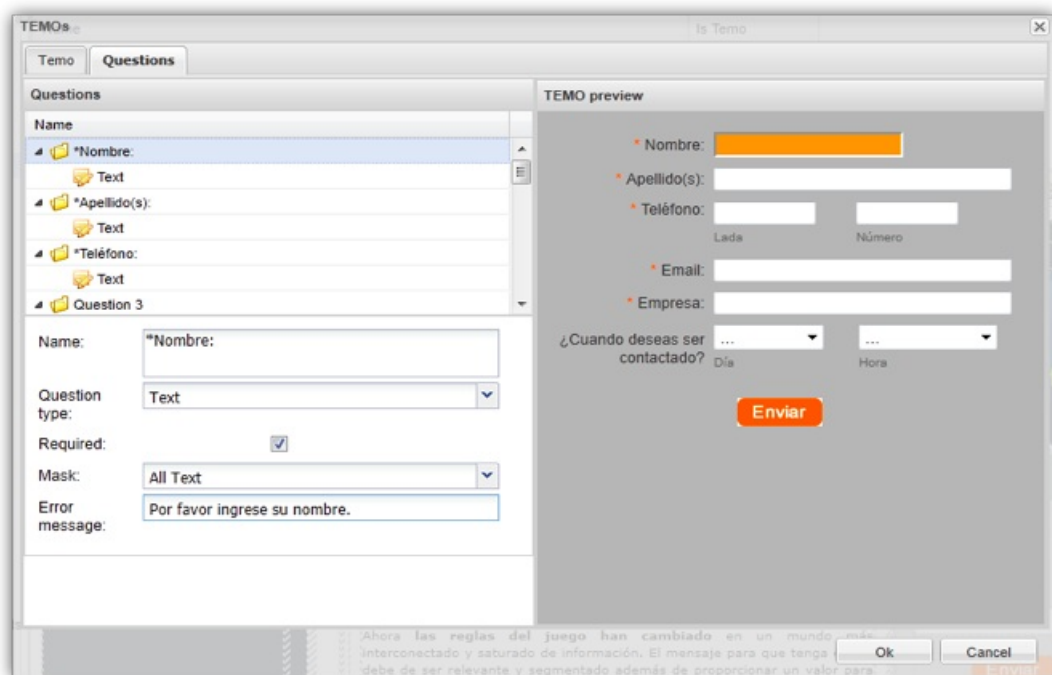 TEMOs
Name
Is Temo
Temo
Questions
Questions
Name
*Nombre:
Text
*Apellido(s):
Text
*Teléfono:
Text
Question 3
Name:
*Nombre:
Question
type:
Text
Required:
Mask:
All Text
Error
message:
Por favor ingrese su nombre.
TEMO preview
* Nombre:
* Apellido(s):
* Teléfono:
Lada
Número
* Email:
* Empresa:
¿Cuando deseas ser
contactado?
...
...
Día
Hora
Enviar
Ahora las reglas del juego han cambiado en un mundo más
interconectado y saturado de información. El mensaje para que tenga
debe de ser relevante y segmentado además de proporcionar un valor para
Ok
Cancel
Enviar